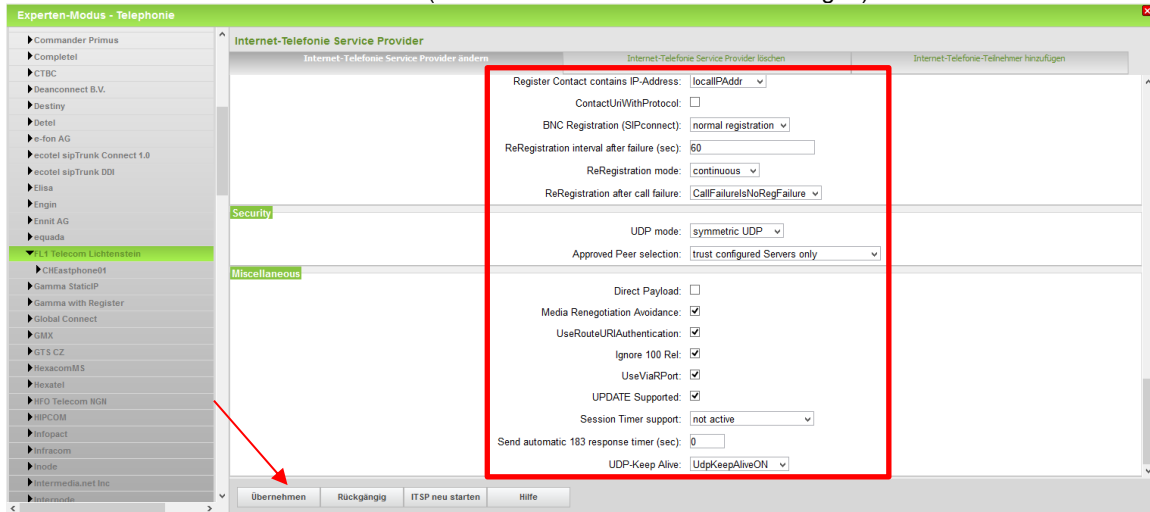 Experten-Modus - Telephonie
Commander Primus
Completel
CTBC
Deanconnect B.V.
Destiny
Detel
e-fon AG
ecotel sipTrunk Connect 1.0
ecotel sipTrunk DDI
Elisa
Engin
Ennit AG
equada
FL1 Telecom Lichtenstein
CHEastphone01
Gamma StaticIP
Gamma with Register
Global Connect
GMX
GTS CZ
HexacomMS
Hexatel
HFO Telecom NGN
HIPCOM
Infopact
Infracom
Inode
Intermedia.net Inc
Internode
Internet-Telefonie Service Provider
Internet-Telefonie Service Provider ändern
Internet-Telefonie Service Provider löschen
Internet-Telefonie-Teilnehmer hinzufügen
Register Contact contains IP-Address: localIPAddr
ContactUriWithProtocol:
BNC Registration (SIPconnect): normal registration
ReRegistration interval after failure (sec): 60
ReRegistration mode: continuous
ReRegistration after call failure: CallFailureIsNoRegFailure
Security
UDP mode: symmetric UDP
Approved Peer selection: trust configured Servers only
Miscellaneous
Direct Payload:
Media Renegotiation Avoidance:
UseRouteURIAuthentication:
Ignore 100 Rel:
UseViaRPort:
UPDATE Supported:
Session Timer support: not active
Send automatic 183 response timer (sec): 0
UDP-Keep Alive: UdpKeepAliveON
Übernehmen
Rückgängig
ITSP neu starten
Hilfe